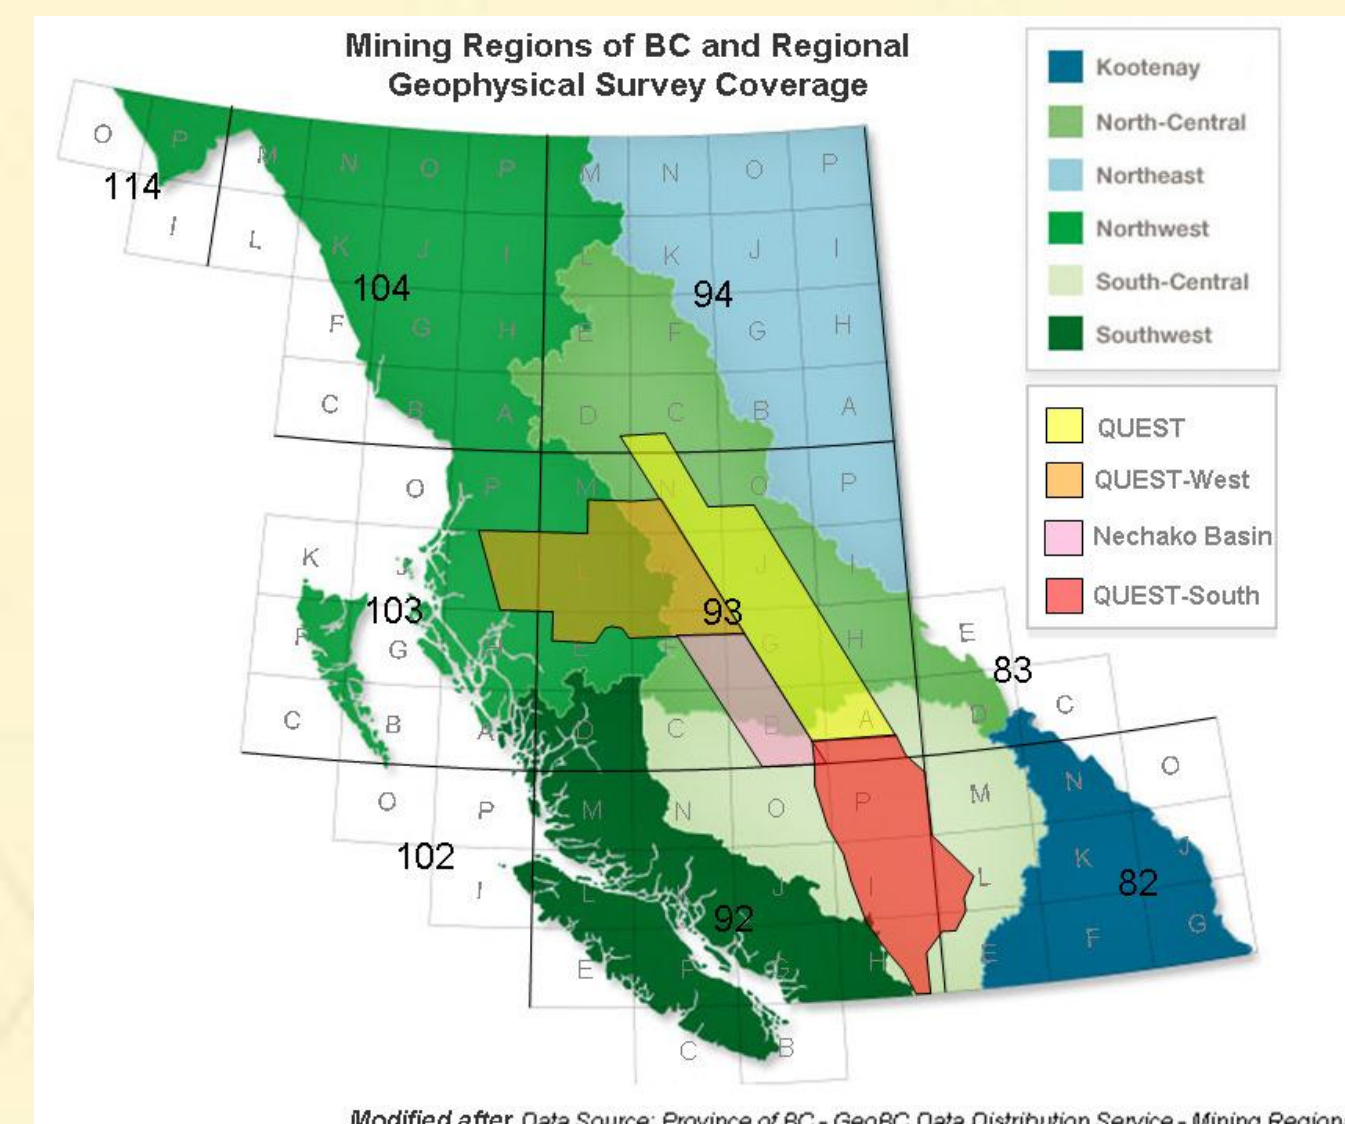 Mining Regions of BC and Regional
Geophysical Survey Coverage
Kootenay
North-Central
Northeast
Northwest
South-Central
Southwest
QUEST
QUEST-West
Nechako Basin
QUEST-South
O P M N O P M N O P
114
I L K J I L K J I
104 94
F G H E F G H
C B A D C B A
O P M N O P
K J L J I
103 93
F G H E F G H E
83
C B A D C B A D C
O P M N O P M N O
102
I L J I L K J
92 82
E F G H E F G
C B
Modified after Data Source: Province of BC - GeoBC Data Distribution Service - Mining Region